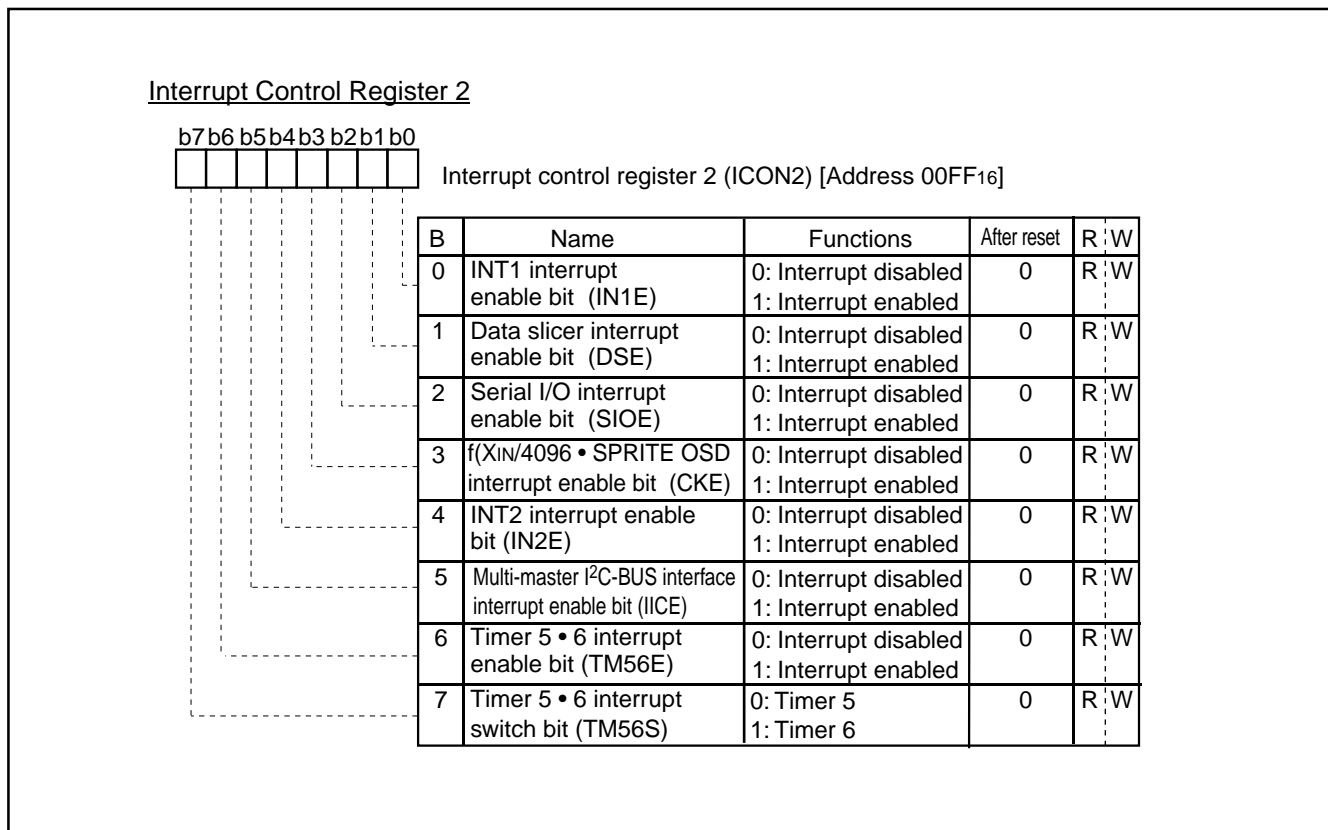 Interrupt Control Register 2
b7 b6 b5 b4 b3 b2 b1 b0
Interrupt control register 2 (ICON2) [Address 00FF16]
B Name Functions After reset R W
0 INT1 interrupt enable bit (IN1E) 0: Interrupt disabled 0 R W
1: Interrupt enabled
1 Data slicer interrupt enable bit (DSE) 0: Interrupt disabled 0 R W
1: Interrupt enabled
2 Serial I/O interrupt enable bit (SIOE) 0: Interrupt disabled 0 R W
1: Interrupt enabled
3 f(XIN/4096 • SPRITE OSD interrupt enable bit (CKE) 0: Interrupt disabled 0 R W
1: Interrupt enabled
4 INT2 interrupt enable bit (IN2E) 0: Interrupt disabled 0 R W
1: Interrupt enabled
5 Multi-master I2C-BUS interface interrupt enable bit (IICE) 0: Interrupt disabled 0 R W
1: Interrupt enabled
6 Timer 5 • 6 interrupt enable bit (TM56E) 0: Interrupt disabled 0 R W
1: Interrupt enabled
7 Timer 5 • 6 interrupt switch bit (TM56S) 0: Timer 5 0 R W
1: Timer 6